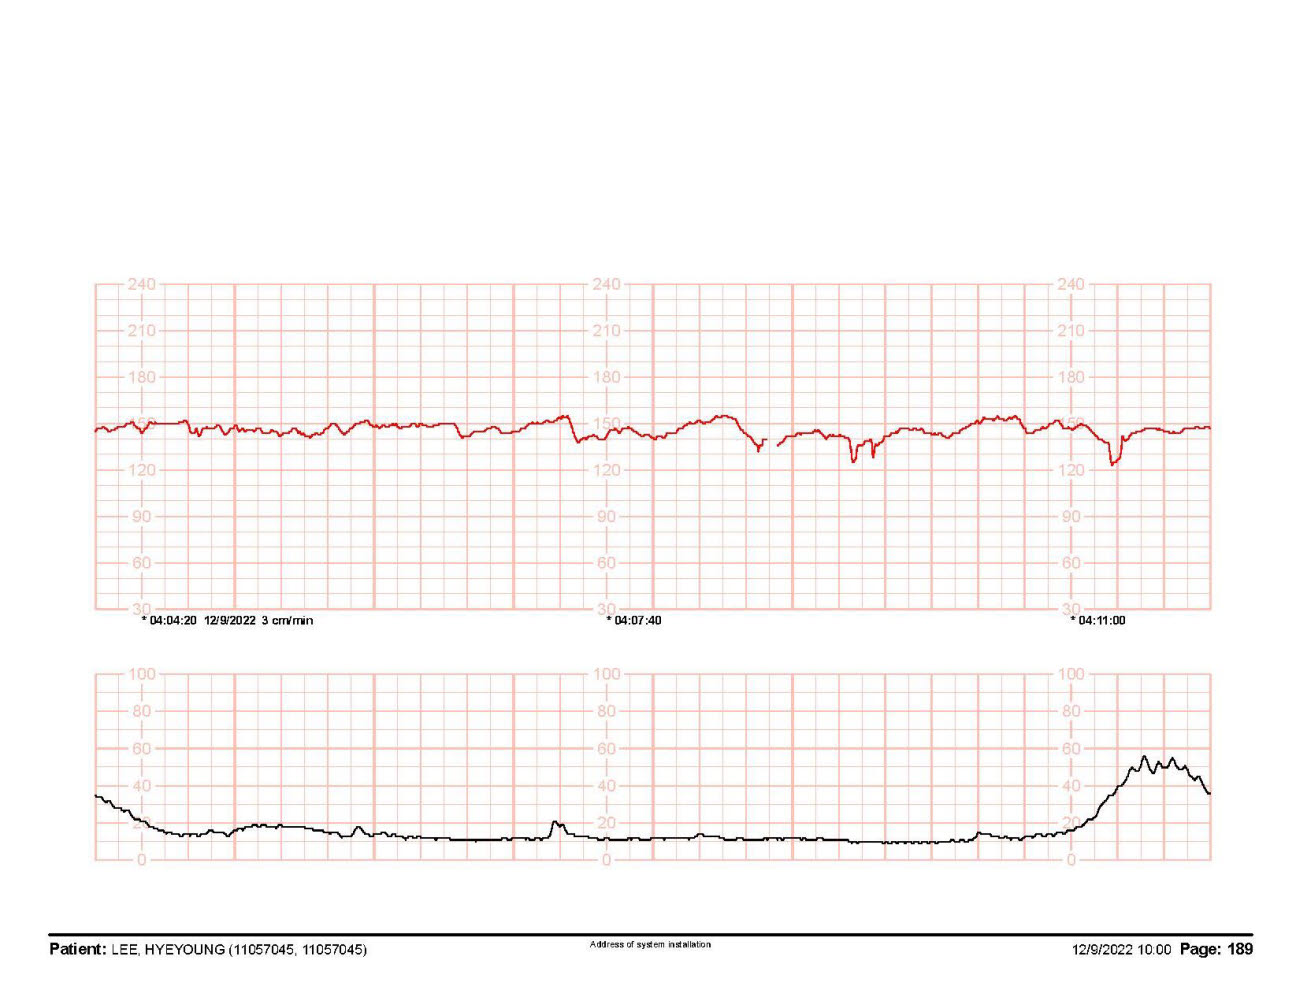 240 240 240
210 210 210
180 180 180
150 150 150
120 120 120
90 90 90
60 60 60
30 30 30
* 04:04:20 12/9/2022 3 cm/min * 04:07:40 * 04:11:00
100 100 100
80 80 80
60 60 60
40 40 40
20 20 20
0 0 0
Patient: LEE, HYEYOUNG (11057045, 11057045) Address of system installation 12/9/2022 10:00 Page: 189